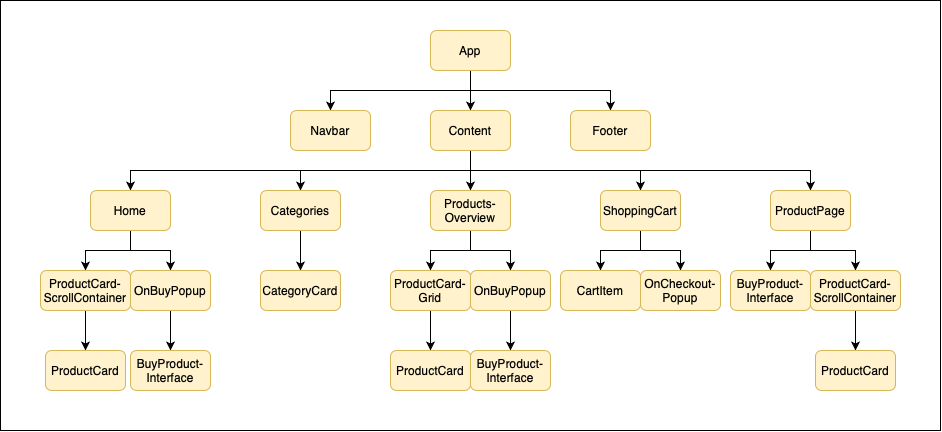 App
Navbar
Content
Footer
Home
Categories
Products-
Overview
ShoppingCart
ProductPage
ProductCard-
ScrollContainer
OnBuyPopup
CategoryCard
ProductCard-
Grid
OnBuyPopup
CartItem
OnCheckout-
Popup
BuyProduct-
Interface
ProductCard-
ScrollContainer
ProductCard
BuyProduct-
Interface
ProductCard
BuyProduct-
Interface
ProductCard